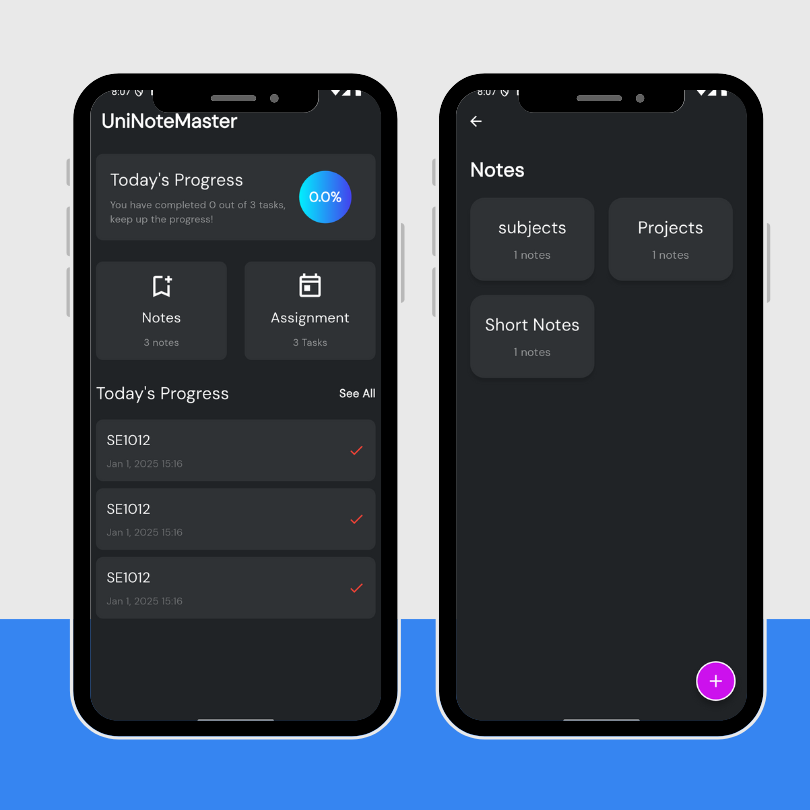 8:07
UniNoteMaster
Today's Progress
You have completed 0 out of 3 tasks,
keep up the progress!
0.0%
Notes
3 notes
Assignment
3 Tasks
Today's Progress
See All
SE1012
Jan 1, 2025 15:16
SE1012
Jan 1, 2025 15:16
SE1012
Jan 1, 2025 15:16
8:07
Notes
subjects
1 notes
Projects
1 notes
Short Notes
1 notes